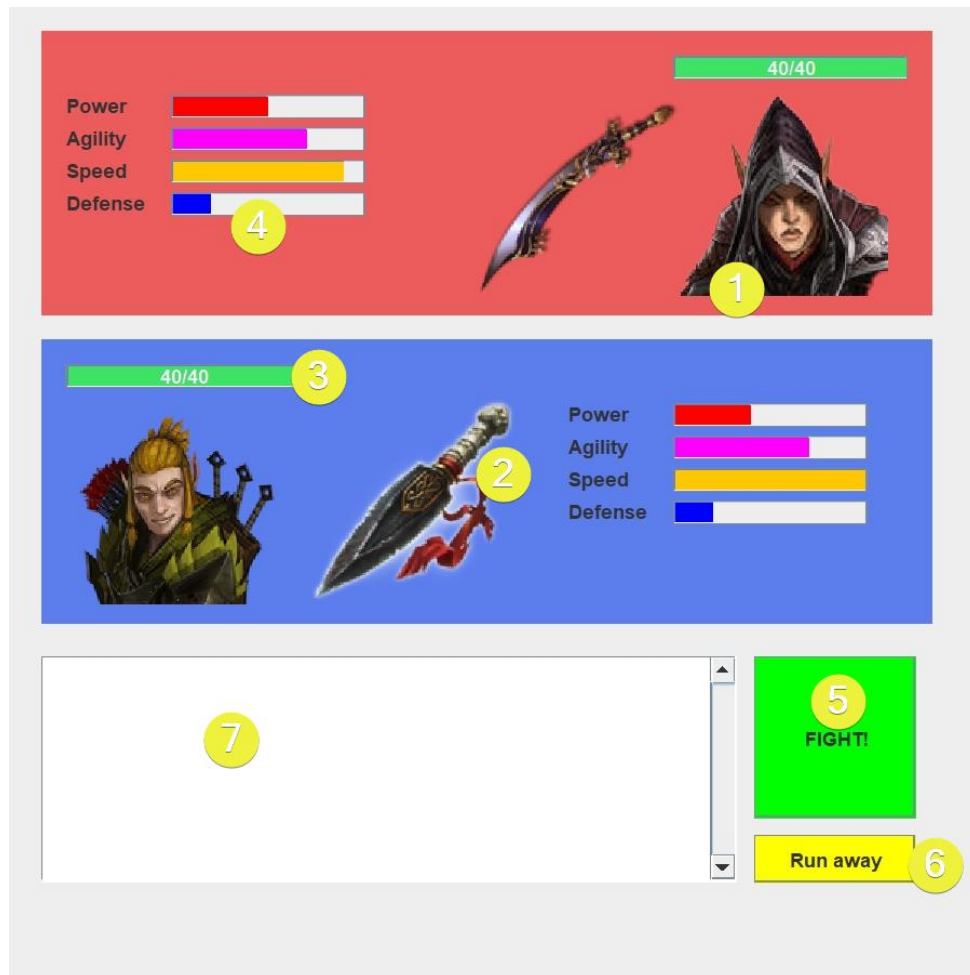 40/40
Power
Agility
Speed
Defense
4
1
40/40
3
Power
Agility
Speed
Defense
2
5
FIGHT!
7
Run away
6